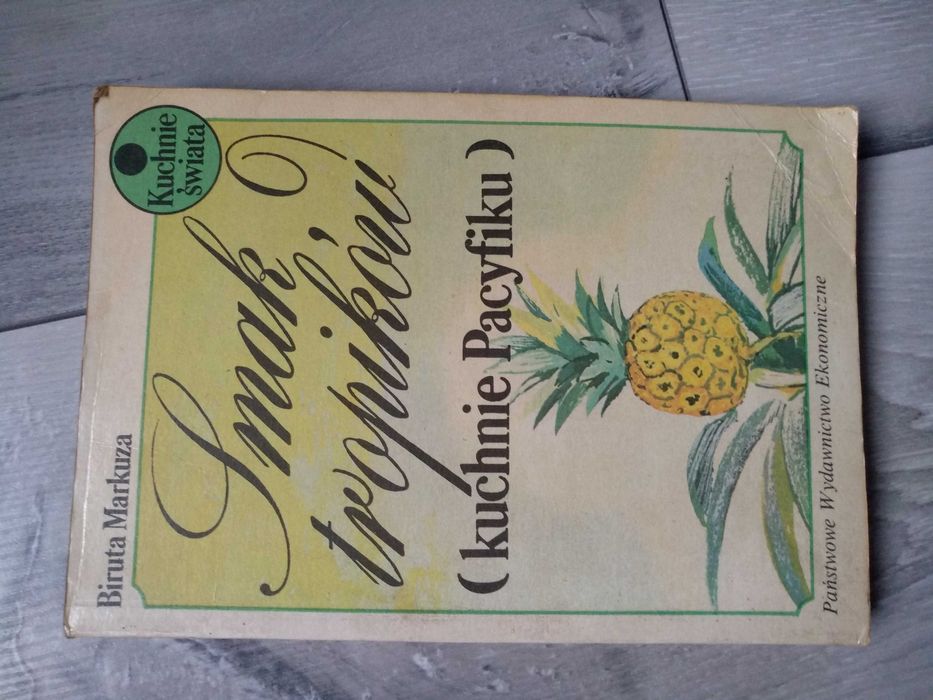 Biruta Markuza
Kuchnie
świata
Smak
tropików
(kuchnie Pacyfiku)
Państwowe Wydawnictwo Ekonomiczne